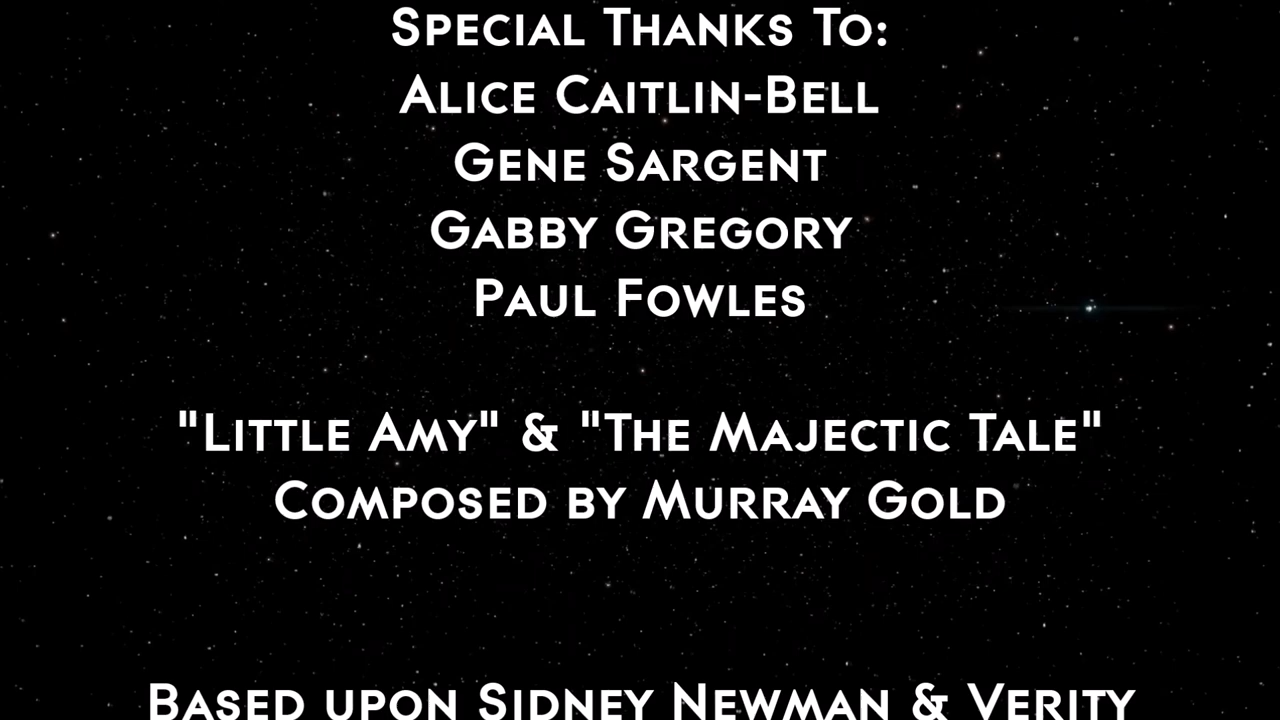 Special Thanks To:
Alice Caitlin-Bell
Gene Sargent
Gabby Gregory
Paul Fowles
"Little Amy" & "The Majectic Tale"
Composed by Murray Gold
Based upon Sidney Newman & Verity